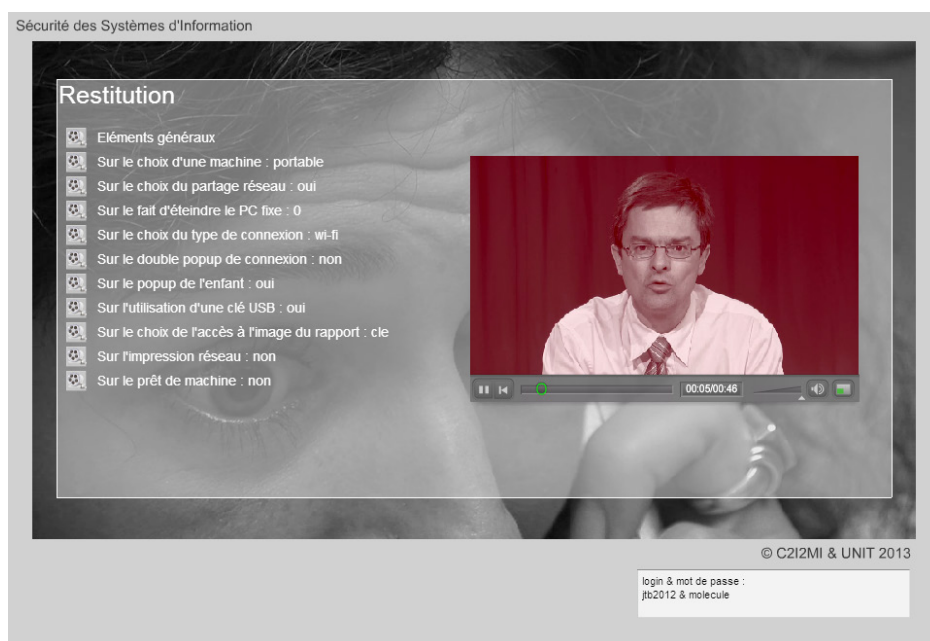 Sécurité des Systèmes d'Information
Restitution
Eléments généraux
Sur le choix d'une machine : portable
Sur le choix du partage réseau : oui
Sur le fait d'éteindre le PC fixe : 0
Sur le choix du type de connexion : wi-fi
Sur le double popup de connexion : non
Sur le popup de l'enfant : oui
Sur l'utilisation d'une clé USB : oui
Sur le choix de l'accès à l'image du rapport : cle
Sur l'impression réseau : non
Sur le prêt de machine : non
00:05/00:46
© C2I2MI & UNIT 2013
login & mot de passe :
jtb2012 & molecule